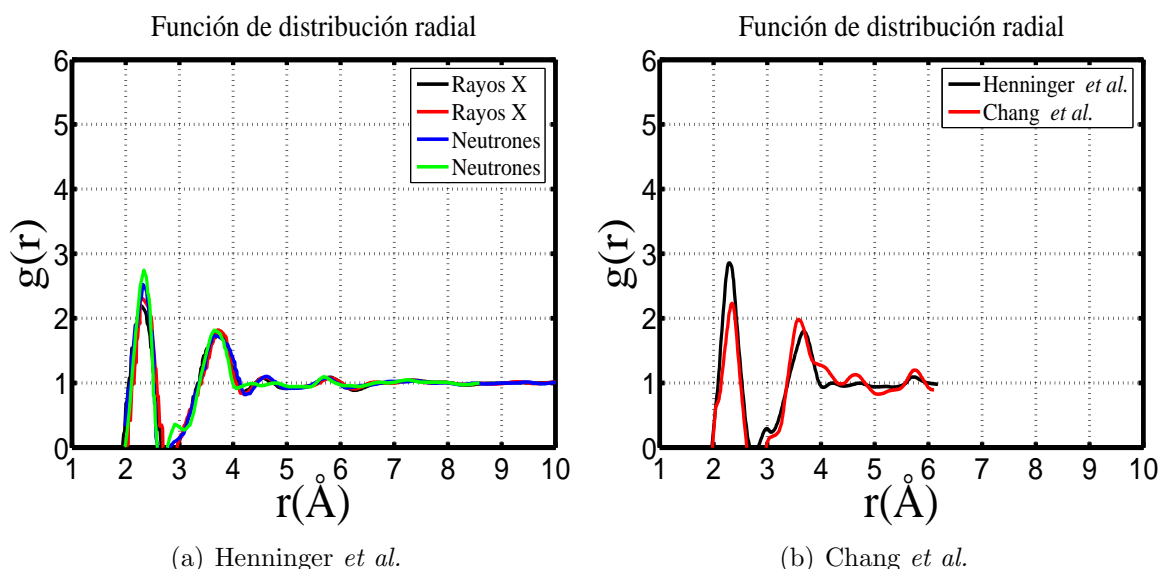 Función de distribución radial
6
5
4
3
2
1
0
g(r)
Rayos X
Rayos X
Neutrones
Neutrones
1 2 3 4 5 6 7 8 9 10
r(Å)
(a) Henninger et al.
Función de distribución radial
6
5
4
3
2
1
0
g(r)
Henninger et al.
Chang et al.
1 2 3 4 5 6 7 8 9 10
r(Å)
(b) Chang et al.